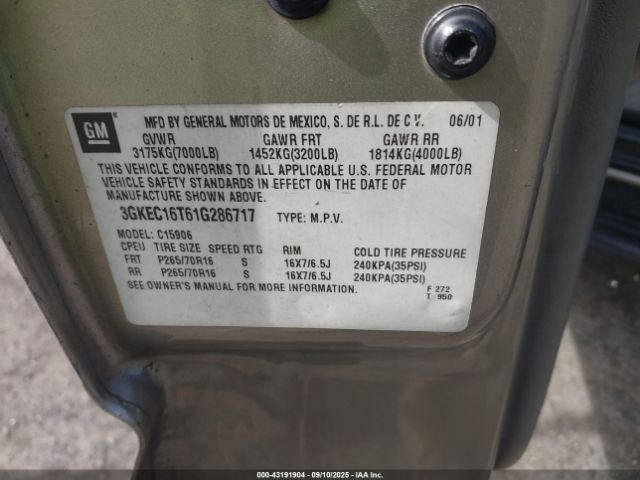 GM
MFD BY GENERAL MOTORS DE MEXICO, S. DE R.L. DE C V. 06/01
GVWR GAWR FRT GAWR RR
3175KG(7000LB) 1452KG(3200LB) 1814KG(4000LB)
THIS VEHICLE CONFORMS TO ALL APPLICABLE U.S. FEDERAL MOTOR
VEHICLE SAFETY STANDARDS IN EFFECT ON THE DATE OF
MANUFACTURE SHOWN ABOVE.
3GKEC16T61G286717 TYPE: M.P.V.
MODEL: C15906
CPEU TIRE SIZE SPEED RTG RIM COLD TIRE PRESSURE
FRT P265/70R16 S 16X7/6.5J 240KPA(35PSI)
RR P265/70R16 S 16X7/6.5J 240KPA(35PSI)
SEE OWNER'S MANUAL FOR MORE INFORMATION.
F 272
T 950
000-43191904 - 09/10/2025 - IAAI.COM